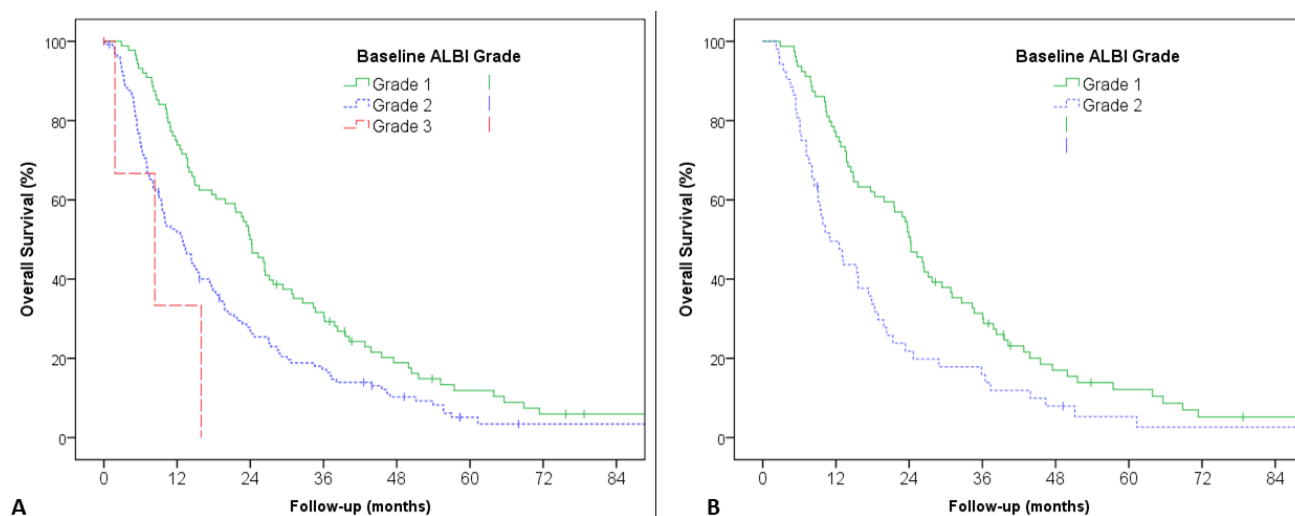 Baseline ALBI Grade
Grade 1
Grade 2
Grade 3
Overall Survival (%)
100
80
60
40
20
0
0 12 24 36 48 60 72 84
Follow-up (months)
A
Baseline ALBI Grade
Grade 1
Grade 2
Overall Survival (%)
100
80
60
40
20
0
0 12 24 36 48 60 72 84
Follow-up (months)
B